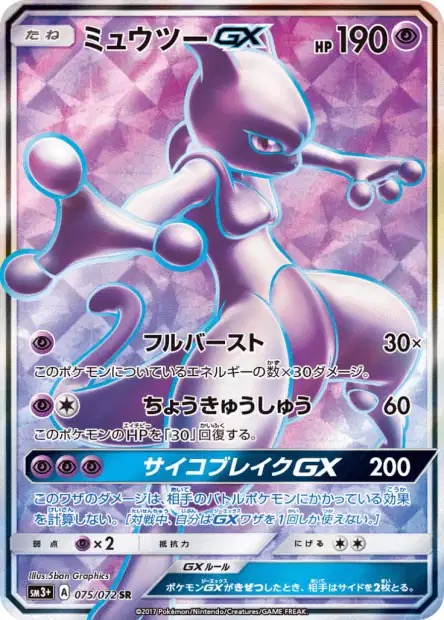 たね ミュウツーGX HP190
フルバースト 30×
このポケモンについているエネルギーの数×30ダメージ。
ちょうきゅうしゅう 60
このポケモンのHPを「30」回復する。
サイコブレイクGX 200
このワザのダメージは、相手のバトルポケモンにかかっている効果
を計算しない。[対戦中、自分はGXワザを1回しか使えない。]
弱点 ×2 抵抗力 にげる
Illus.5ban Graphics
GXルール
ポケモンGXがきぜつしたとき、相手はサイドを2枚とる。
SM3+ A 075/072 SR
©2017 Pokémon/Nintendo/Creatures/GAME FREAK.